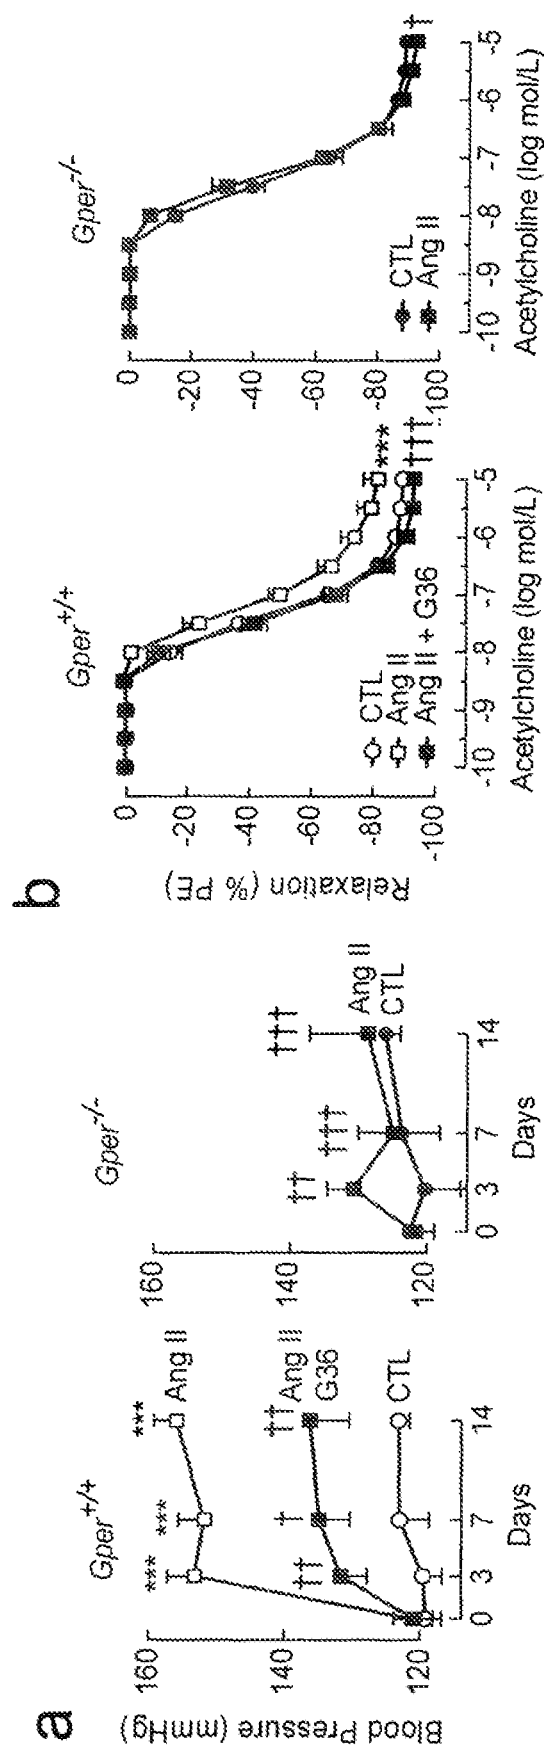 a
Gper+/+
Blood Pressure (mmHg)
160
140
120
***
***
***
Ang II
††
†
††
Ang II
G36
CTL
0 3 7 14
Days
Gper-/-
160
140
120
††
†††
†††
Ang II
CTL
0 3 7 14
Days
b
Gper+/+
Relaxation (% PE)
0
-20
-40
-60
-80
-100
***
†††
CTL
Ang II
Ang II + G36
-10 -9 -8 -7 -6 -5
Acetylcholine (log mol/L)
Gper-/-
0
-20
-40
-60
-80
-100
†
CTL
Ang II
-10 -9 -8 -7 -6 -5
Acetylcholine (log mol/L)